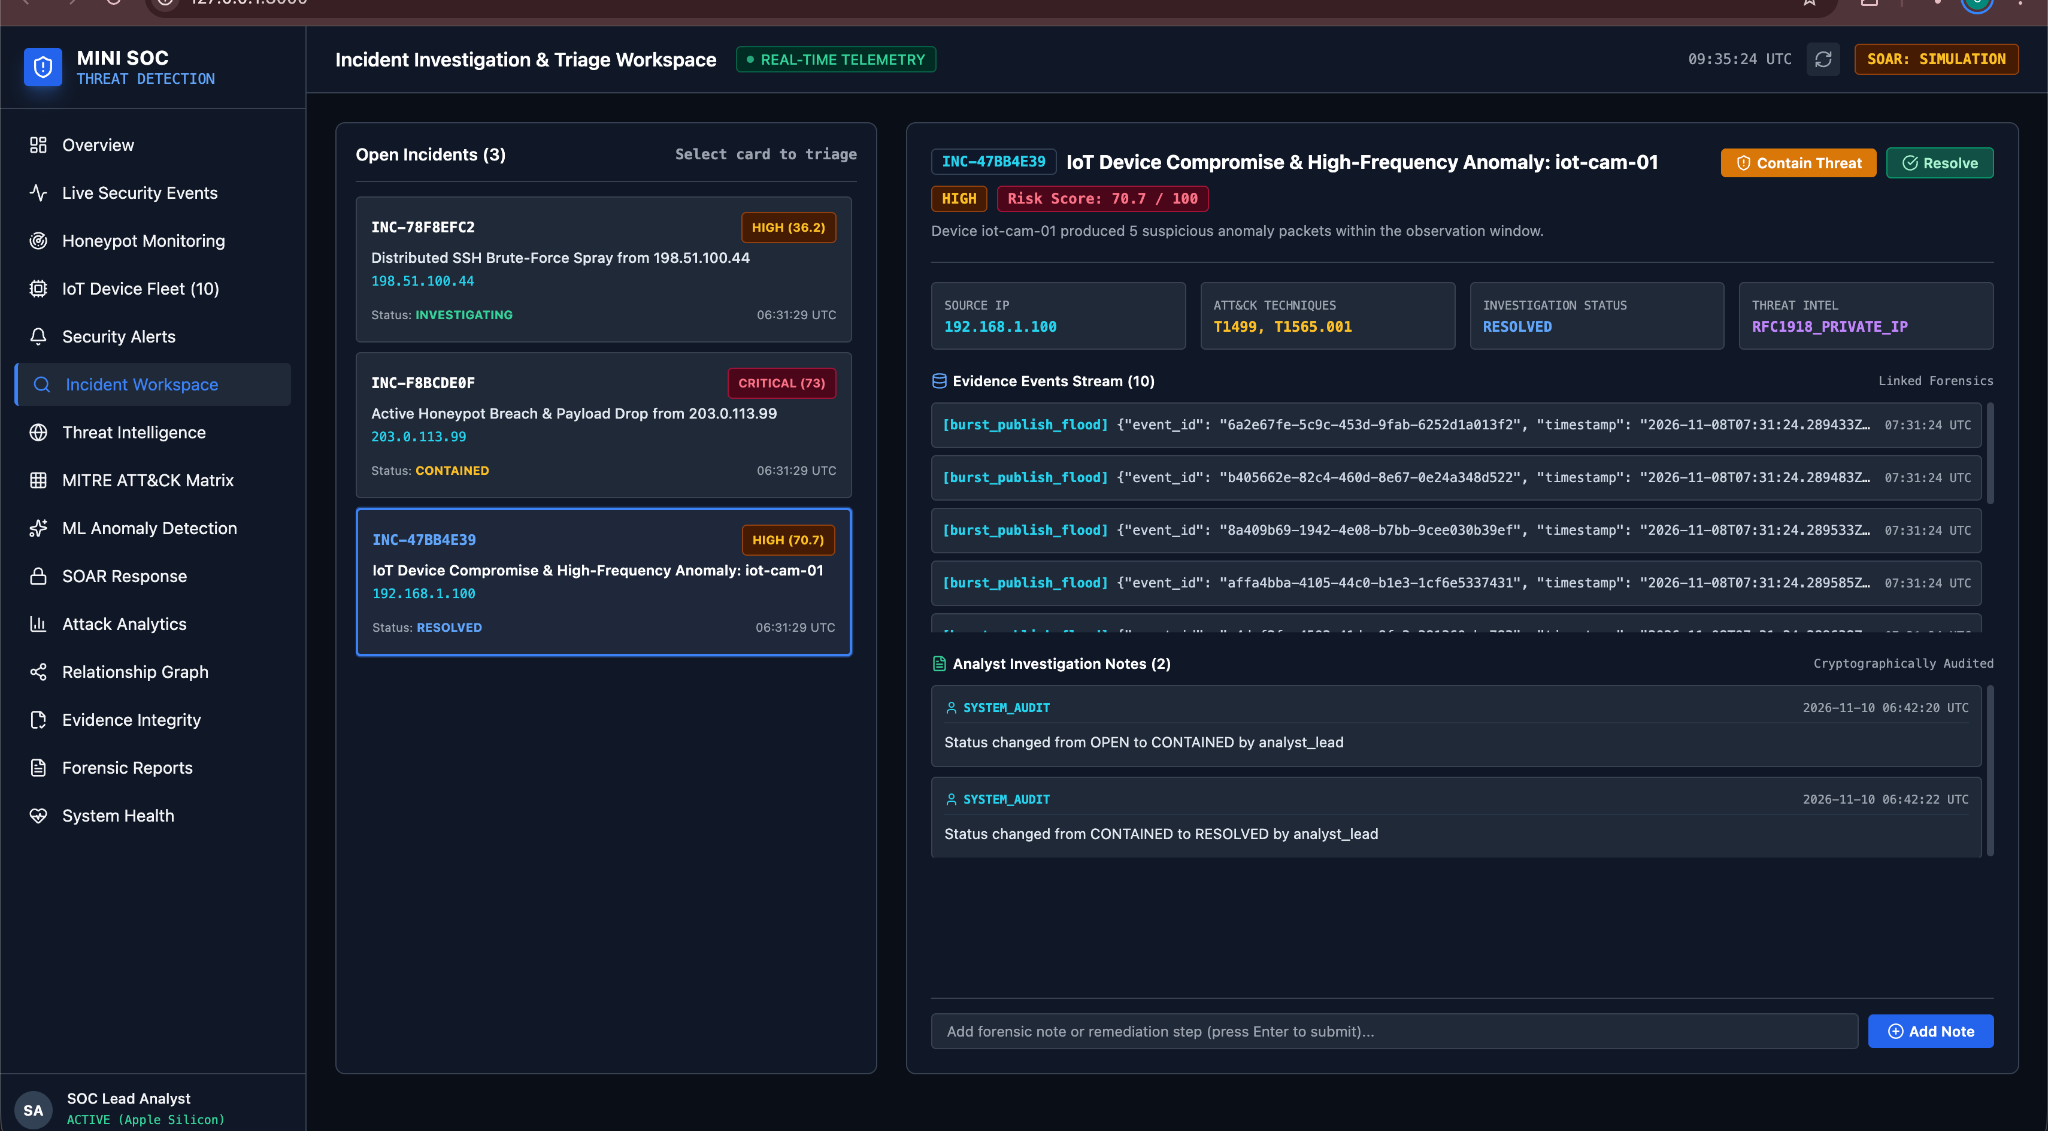 MINI SOC
THREAT DETECTION
Overview
Live Security Events
Honeypot Monitoring
IoT Device Fleet (10)
Security Alerts
Incident Workspace
Threat Intelligence
MITRE ATT&CK Matrix
ML Anomaly Detection
SOAR Response
Attack Analytics
Relationship Graph
Evidence Integrity
Forensic Reports
System Health
SA
SOC Lead Analyst
ACTIVE (Apple Silicon)
Incident Investigation & Triage Workspace
REAL-TIME TELEMETRY
09:35:24 UTC
SOAR: SIMULATION
Open Incidents (3)
Select card to triage
INC-78F8EFC2
HIGH (36.2)
Distributed SSH Brute-Force Spray from 198.51.100.44
198.51.100.44
Status: INVESTIGATING
06:31:29 UTC
INC-F8BCDE0F
CRITICAL (73)
Active Honeypot Breach & Payload Drop from 203.0.113.99
203.0.113.99
Status: CONTAINED
06:31:29 UTC
INC-47BB4E39
HIGH (70.7)
IoT Device Compromise & High-Frequency Anomaly: iot-cam-01
192.168.1.100
Status: RESOLVED
06:31:29 UTC
INC-47BB4E39
IoT Device Compromise & High-Frequency Anomaly: iot-cam-01
Contain Threat
Resolve
HIGH
Risk Score: 70.7 / 100
Device iot-cam-01 produced 5 suspicious anomaly packets within the observation window.
SOURCE IP
192.168.1.100
ATT&CK TECHNIQUES
T1499, T1565.001
INVESTIGATION STATUS
RESOLVED
THREAT INTEL
RFC1918_PRIVATE_IP
Evidence Events Stream (10)
Linked Forensics
[burst_publish_flood] {"event_id": "6a2e67fe-5c9c-453d-9fab-6252d1a013f2", "timestamp": "2026-11-08T07:31:24.289433Z… 07:31:24 UTC
[burst_publish_flood] {"event_id": "b405662e-82c4-460d-8e67-0e24a348d522", "timestamp": "2026-11-08T07:31:24.289483Z… 07:31:24 UTC
[burst_publish_flood] {"event_id": "8a409b69-1942-4e08-b7bb-9cee030b39ef", "timestamp": "2026-11-08T07:31:24.289533Z… 07:31:24 UTC
[burst_publish_flood] {"event_id": "affa4bba-4105-44c0-b1e3-1cf6e5337431", "timestamp": "2026-11-08T07:31:24.289585Z… 07:31:24 UTC
Analyst Investigation Notes (2)
Cryptographically Audited
SYSTEM_AUDIT
2026-11-10 06:42:20 UTC
Status changed from OPEN to CONTAINED by analyst_lead
SYSTEM_AUDIT
2026-11-10 06:42:22 UTC
Status changed from CONTAINED to RESOLVED by analyst_lead
Add forensic note or remediation step (press Enter to submit)...
Add Note